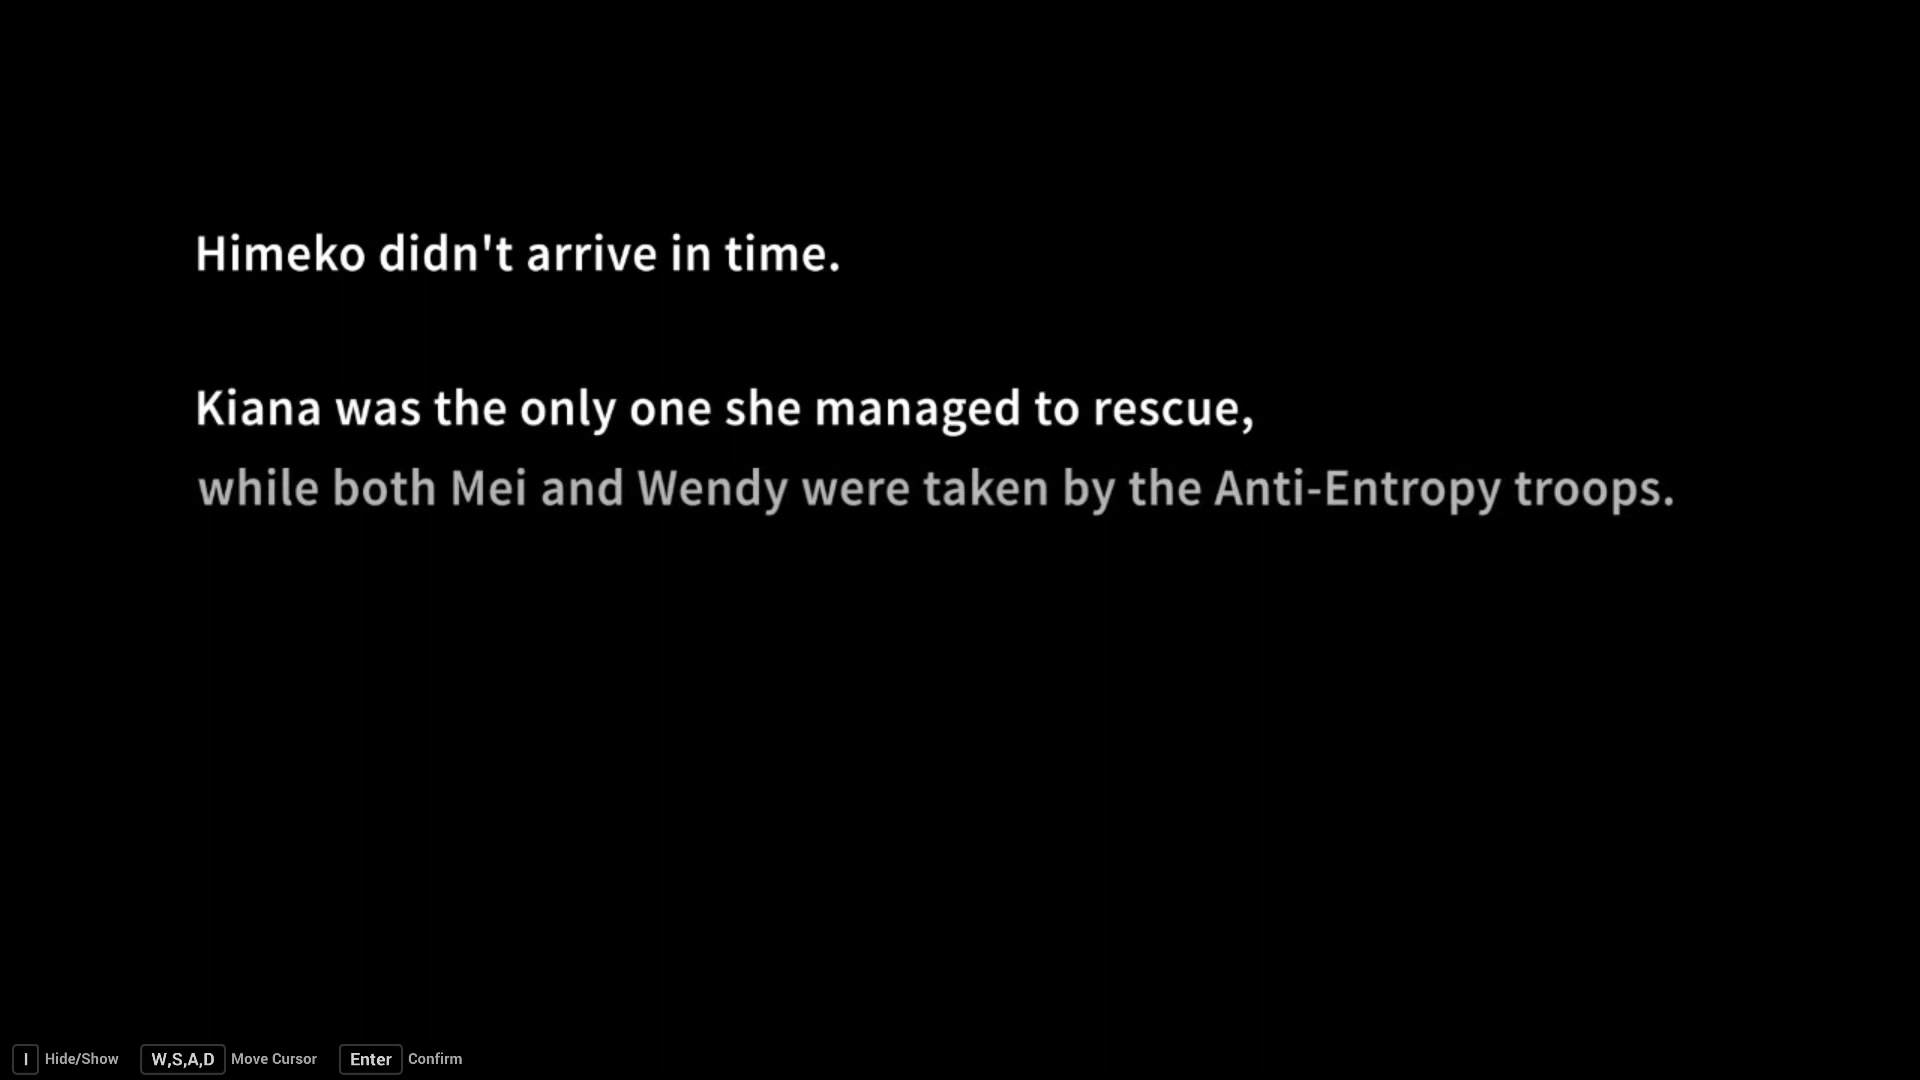 Himeko didn't arrive in time.
Kiana was the only one she managed to rescue,
while both Mei and Wendy were taken by the Anti-Entropy troops.
I Hide/Show W,S,A,D Move Cursor Enter Confirm